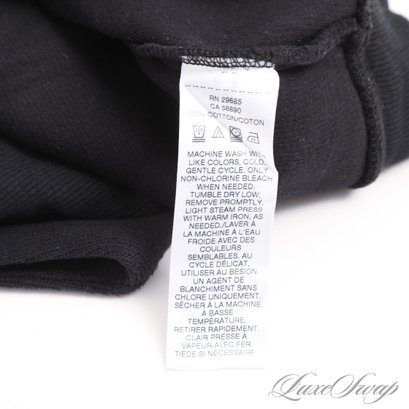 RN 29685
CA 56890
100% COTTON/COTON
MACHINE WASH WITH
LIKE COLORS, COLD,
GENTLE CYCLE, ONLY
NON-CHLORINE BLEACH
WHEN NEEDED.
TUMBLE DRY LOW,
REMOVE PROMPTLY.
LIGHT STEAM PRESS
WITH WARM IRON, AS
NEEDED./LAVER À
LA MACHINE À L'EAU
FROIDE AVEC DES
COULEURS
SEMBLABLES, AU
CYCLE DÉLICAT,
UTILISER AU BESION
UN AGENT DE
BLANCHIMENT SANS
CHLORE UNIQUEMENT.
SÉCHER À LA MACHINE
À BASSE
TEMPÉRATURE,
RETIRER RAPIDEMENT.
CLAIR PRESS À
VAPEUR AVEC FER
TIEDE SI NÉCESSAIRE.
LuxeSwap